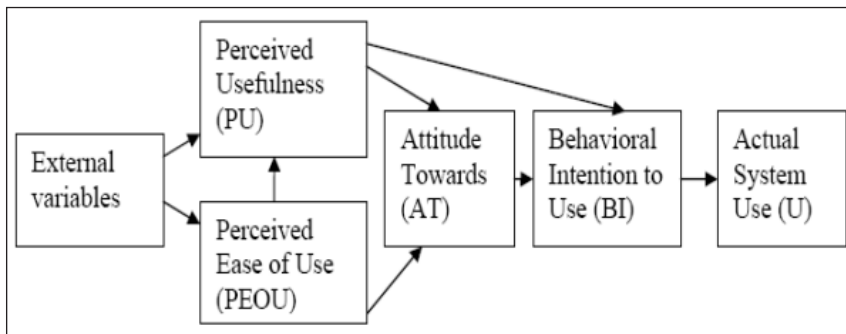 External
variables
Perceived
Usefulness
(PU)
Perceived
Ease of Use
(PEOU)
Attitude
Towards
(AT)
Behavioral
Intention to
Use (BI)
Actual
System
Use (U)